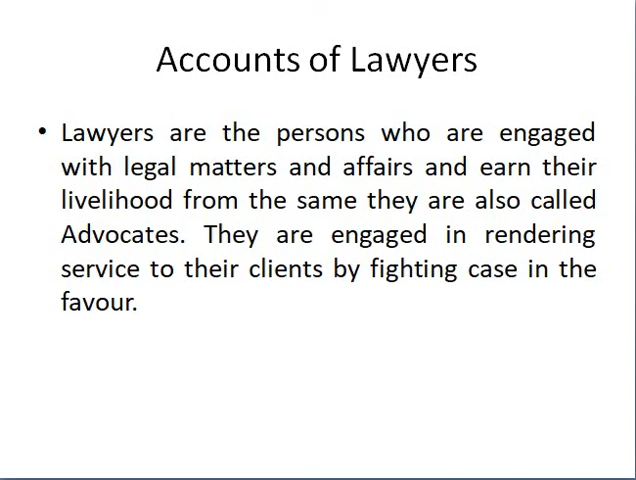 Accounts of Lawyers
• Lawyers are the persons who are engaged
with legal matters and affairs and earn their
livelihood from the same they are also called
Advocates. They are engaged in rendering
service to their clients by fighting case in the
favour.